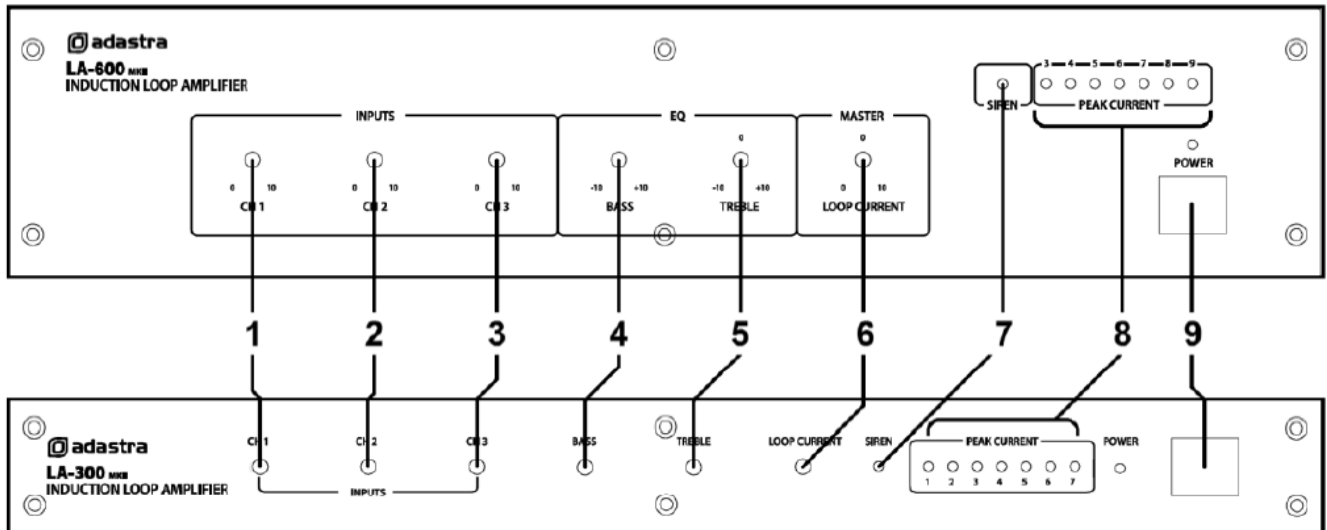 adastra
LA-600 MKII
INDUCTION LOOP AMPLIFIER
INPUTS
EQ
MASTER
3 4 5 6 7 8 9
SIREN
PEAK CURRENT
POWER
0
0
0 10
0 10
0 10
-10 +10
-10 +10
0 10
CH 1
CH 2
CH 3
BASS
TREBLE
LOOP CURRENT
1 2 3 4 5 6 7 8 9
adastra
LA-300 MKII
INDUCTION LOOP AMPLIFIER
CH 1
CH 2
CH 3
INPUTS
BASS
TREBLE
LOOP CURRENT
SIREN
PEAK CURRENT
1 2 3 4 5 6 7
POWER